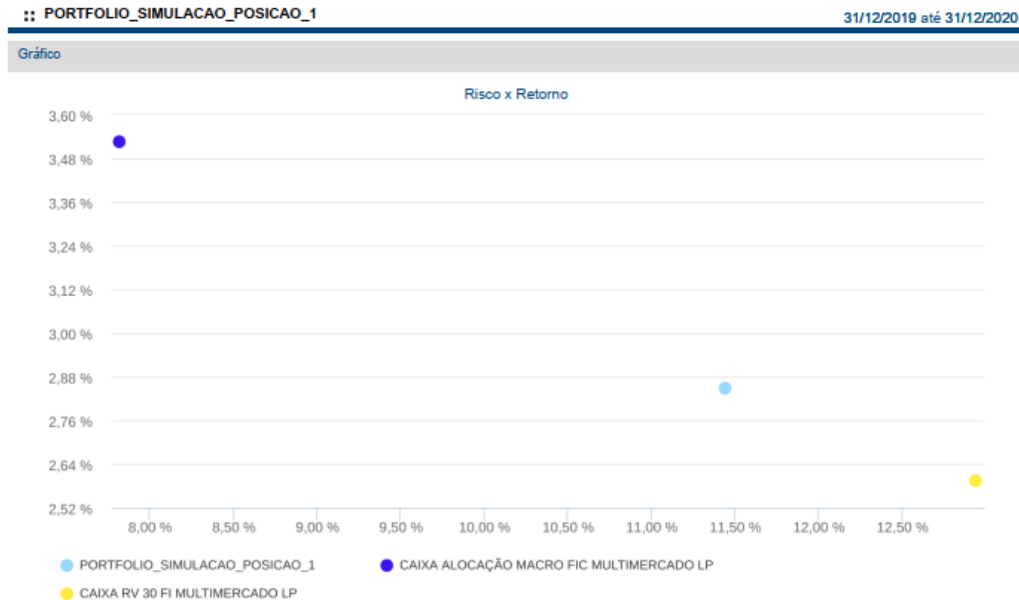 :: PORTFOLIO_SIMULACAO_POSICAO_1
31/12/2019 até 31/12/2020
Gráfico
Risco x Retorno
3,60 %
3,48 %
3,36 %
3,24 %
3,12 %
3,00 %
2,88 %
2,76 %
2,64 %
2,52 %
8,00 % 8,50 % 9,00 % 9,50 % 10,00 % 10,50 % 11,00 % 11,50 % 12,00 % 12,50 %
PORTFOLIO_SIMULACAO_POSICAO_1 CAIXA ALOCAÇÃO MACRO FIC MULTIMERCADO LP
CAIXA RV 30 FI MULTIMERCADO LP